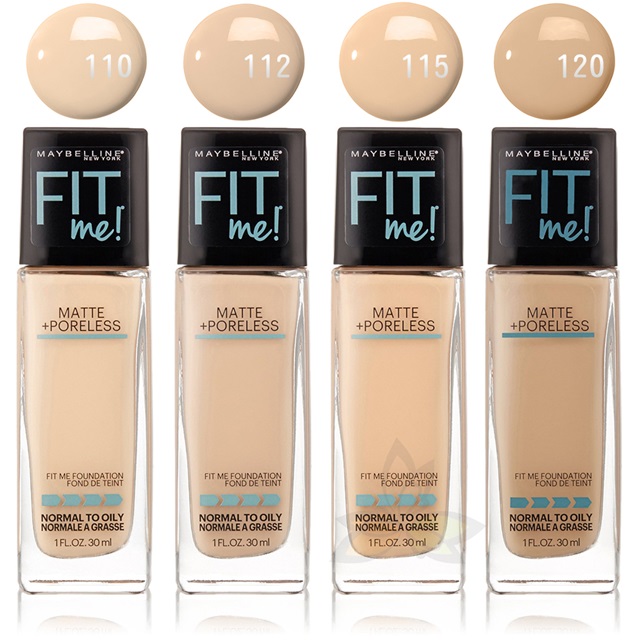 110
112
115
120
MAYBELLINE®
NEW YORK
FIT
me!
MATTE
+PORELESS
FIT ME FOUNDATION
FOND DE TEINT
NORMAL TO OILY
NORMALE A GRASSE
1 FL.OZ. 30 ml
MAYBELLINE®
NEW YORK
FIT
me!
MATTE
+PORELESS
FIT ME FOUNDATION
FOND DE TEINT
NORMAL TO OILY
NORMALE A GRASSE
1 FL.OZ. 30 ml
MAYBELLINE®
NEW YORK
FIT
me!
MATTE
+PORELESS
FIT ME FOUNDATION
FOND DE TEINT
NORMAL TO OILY
NORMALE A GRASSE
1 FL.OZ. 30 ml
MAYBELLINE®
NEW YORK
FIT
me!
MATTE
+PORELESS
FIT ME FOUNDATION
FOND DE TEINT
NORMAL TO OILY
NORMALE A GRASSE
1 FL.OZ. 30 ml